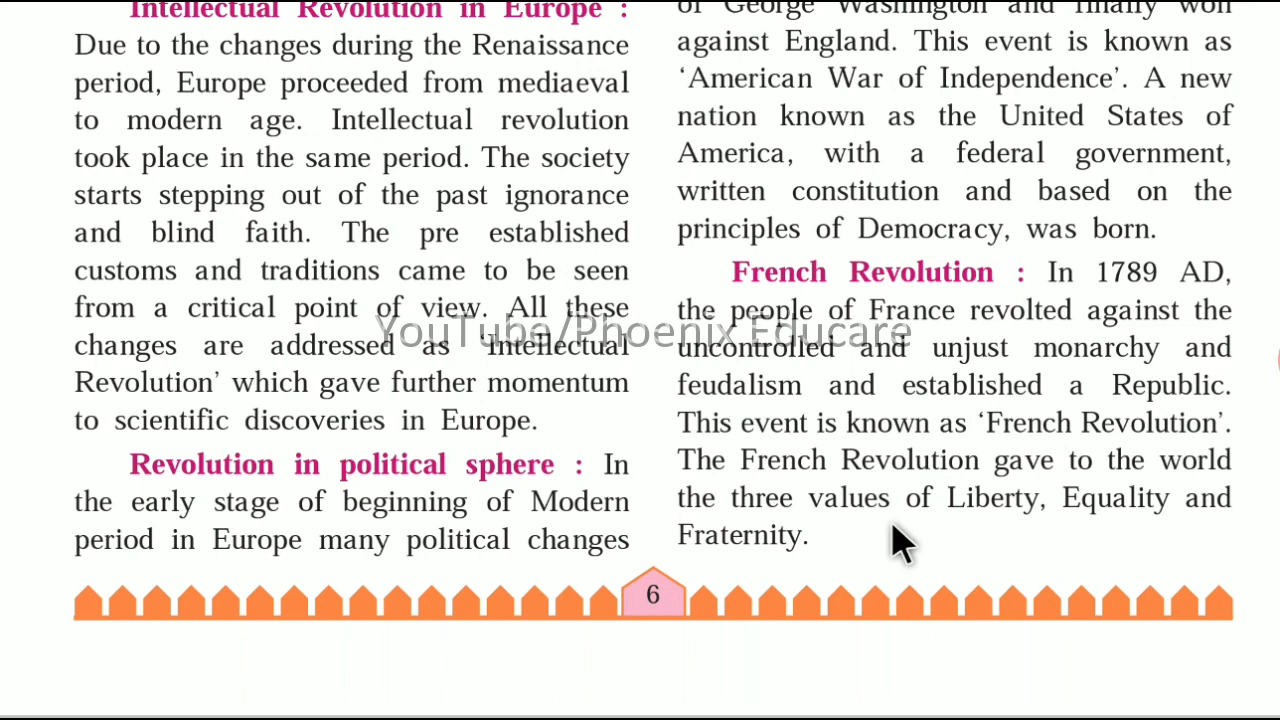 Intellectual Revolution in Europe :
Due to the changes during the Renaissance
period, Europe proceeded from mediaeval
to modern age. Intellectual revolution
took place in the same period. The society
starts stepping out of the past ignorance
and blind faith. The pre established
customs and traditions came to be seen
from a critical point of view. All these
changes are addressed as 'Intellectual
Revolution' which gave further momentum
to scientific discoveries in Europe.
Revolution in political sphere : In
the early stage of beginning of Modern
period in Europe many political changes
of George Washington and finally won
against England. This event is known as
'American War of Independence'. A new
nation known as the United States of
America, with a federal government,
written constitution and based on the
principles of Democracy, was born.
French Revolution : In 1789 AD,
the people of France revolted against the
uncontrolled and unjust monarchy and
feudalism and established a Republic.
This event is known as 'French Revolution'.
The French Revolution gave to the world
the three values of Liberty, Equality and
Fraternity.
YouTube/Phoenix Educare
6